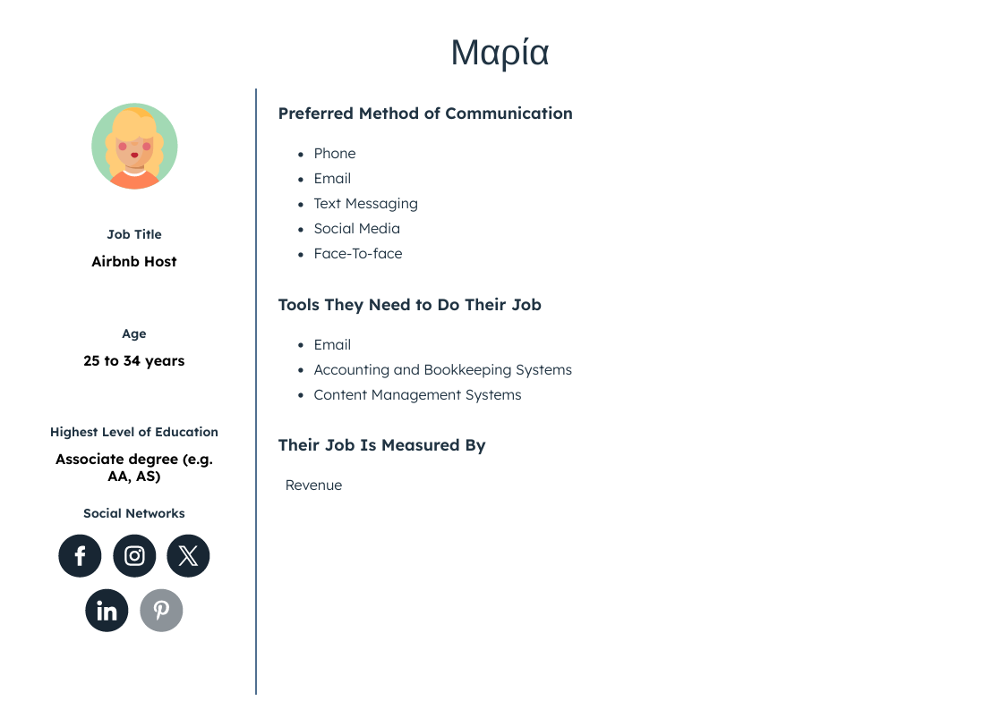 Μαρία
Job Title
Airbnb Host
Age
25 to 34 years
Highest Level of Education
Associate degree (e.g.
AA, AS)
Social Networks
Preferred Method of Communication
Phone
Email
Text Messaging
Social Media
Face-To-face
Tools They Need to Do Their Job
Email
Accounting and Bookkeeping Systems
Content Management Systems
Their Job Is Measured By
Revenue